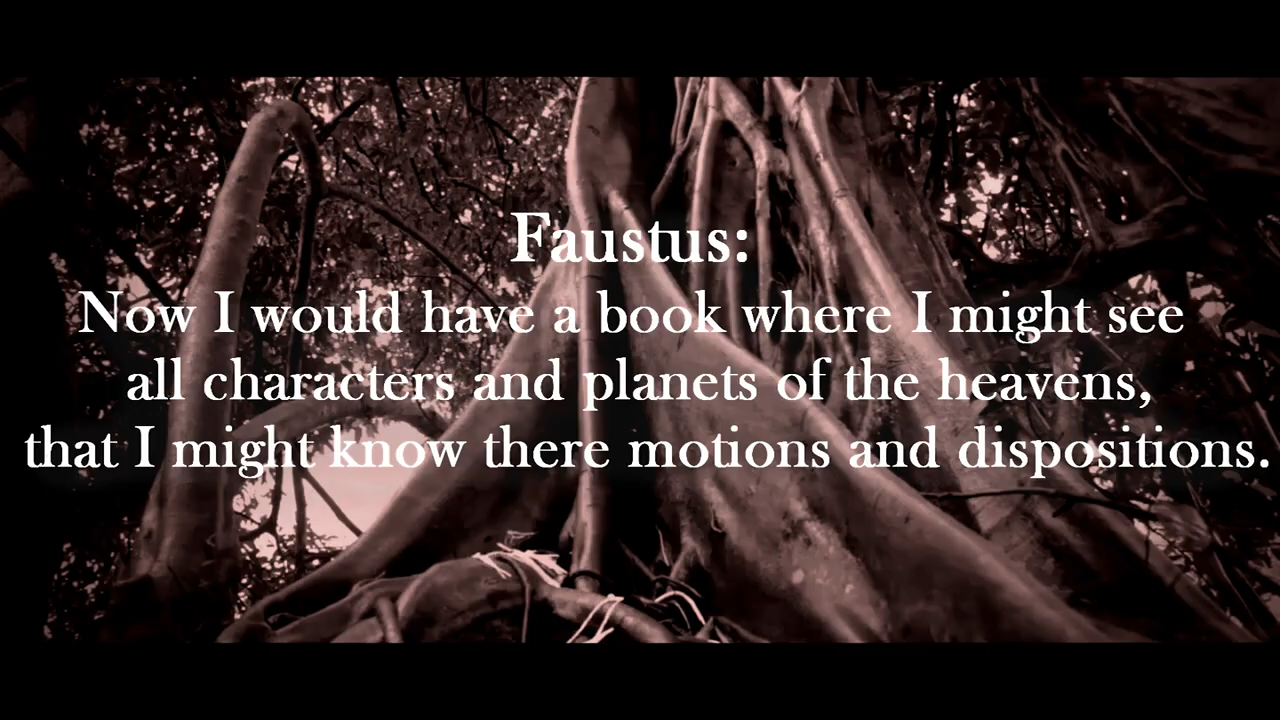 Faustus:
Now I would have a book where I might see
all characters and planets of the heavens,
that I might know there motions and dispositions.